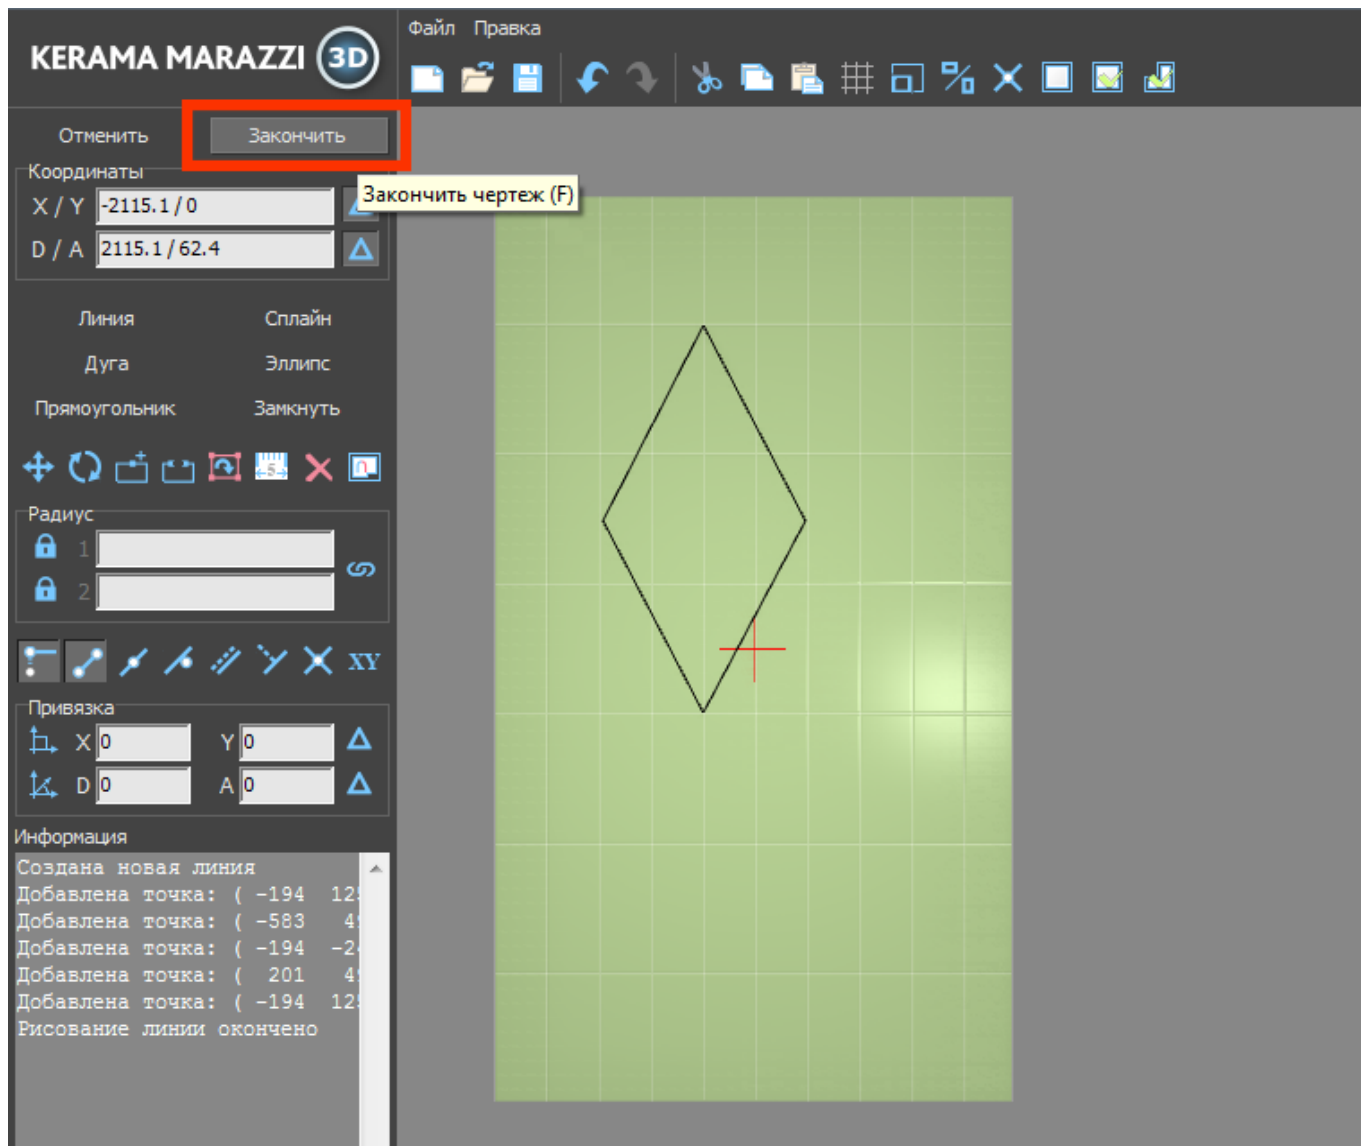 KERAMA MARAZZI 3D
Файл Правка
Отменить Закончить
Координаты
X / Y -2115.1 / 0
Закончить чертеж (F)
D / A 2115.1 / 62.4
Линия Сплайн
Дуга Эллипс
Прямоугольник Замкнуть
5
Радиус
1
2
XY
Привязка
X 0 Y 0
D 0 A 0
Информация
Создана новая линия
Добавлена точка: ( -194
Добавлена точка: ( -583
Добавлена точка: ( -194
Добавлена точка: ( 201
Добавлена точка: ( -194
Рисование линии окончено